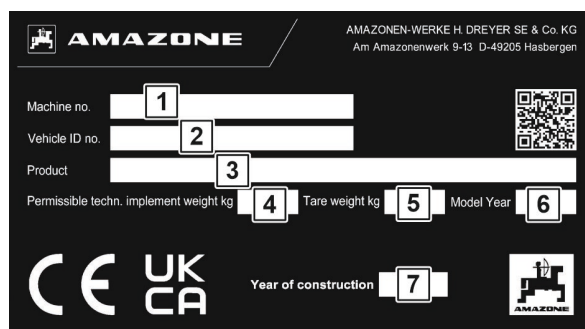 AMAZONE
AMAZONEN-WERKE H. DREYER SE & Co. KG
Am Amazonenwerk 9-13 D-49205 Hasbergen
Machine no. 1
Vehicle ID no. 2
Product 3
Permissible techn. implement weight kg 4 Tare weight kg 5 Model Year 6
CE UK CA
Year of construction 7
AMAZONE